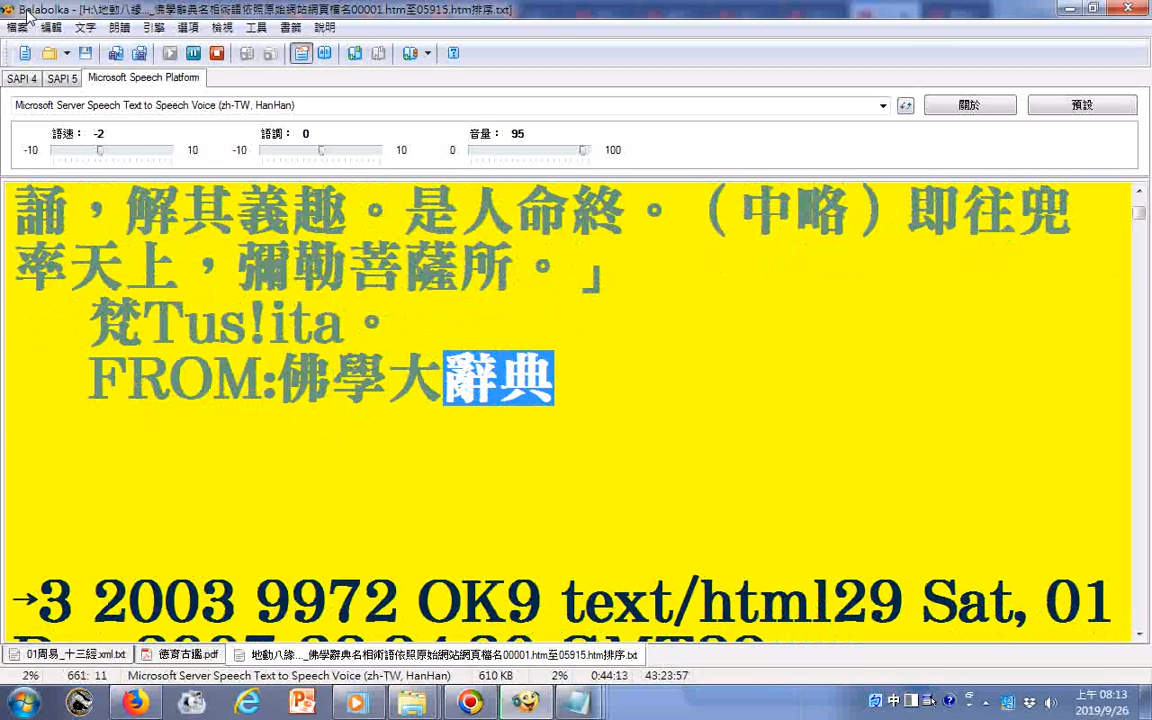 Balabolka - [H:\地動八緣..._佛學辭典名相術語依照原始網站網頁檔名00001.htm至05915.htm排序.txt]
檔案 編輯 文字 朗讀 引擎 選項 檢視 工具 書籤 說明
SAPI 4 SAPI 5 Microsoft Speech Platform
Microsoft Server Speech Text to Speech Voice (zh-TW, HanHan) 關於 預設
語速： -2 語調： 0 音量： 95
-10 10 -10 10 0 100
誦，解其義趣。是人命終。（中略）即往兜
率天上，彌勒菩薩所。」
梵Tus!ita。
FROM:佛學大辭典
→3 2003 9972 OK9 text/html29 Sat, 01
01周易_十三經.xml.txt 德育古鑑.pdf 地動八緣..._佛學辭典名相術語依照原始網站網頁檔名00001.htm至05915.htm排序.txt
2% 661: 11 Microsoft Server Speech Text to Speech Voice (zh-TW, HanHan) 610 KB 2% 0:44:13 43:23:57
中 上午 08:13
2019/9/26